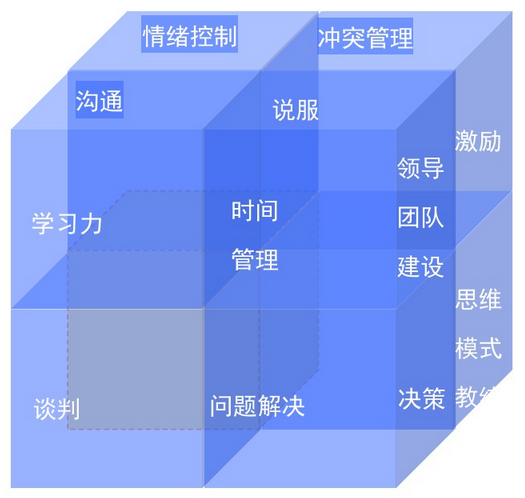 情绪控制
冲突管理
沟通
说服
激励
领导
学习力
时间
管理
团队
建设
思维
模式
谈判
问题解决
决策
教练